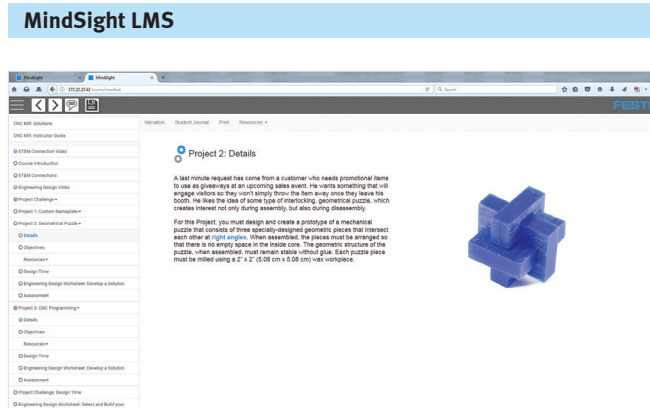 MindSight LMS
MindSight
MindSight
Search
FEST
CNC Mill: Solutions
CNC Mill: Instructor Guide
STEM Connection Video
Course Introduction
STEM Connections
Engineering Design Video
Project Challenge
Project 1: Custom Nameplate
Project 2: Geometrical Puzzle
Details
Objectives
Resources
Design Time
Engineering Design Worksheet: Develop a Solution
Assessment
Project 3: CNC Programming
Details
Objectives
Resources
Design Time
Engineering Design Worksheet: Develop a Solution
Assessment
Project Challenge: Design Time
Engineering Design Worksheet: Select and Build your
Narration Student Journal Print Resources
Project 2: Details
A last minute request has come from a customer who needs promotional items
to use as giveaways at an upcoming sales event. He wants something that will
engage visitors so they won't simply throw the item away once they leave his
booth. He likes the idea of some type of interlocking, geometrical puzzle, which
creates interest not only during assembly, but also during disassembly.
For this Project, you must design and create a prototype of a mechanical
puzzle that consists of three specially-designed geometric pieces that intersect
each other at right angles. When assembled, the pieces must be arranged so
that there is no empty space in the inside core. The geometric structure of the
puzzle, when assembled, must remain stable without glue. Each puzzle piece
must be milled using a 2" x 2" (5.08 cm x 5.08 cm) wax workpiece.